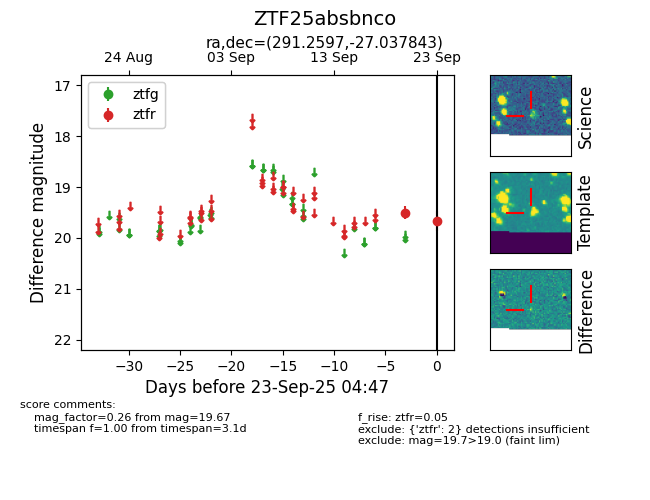 ZTF25absbnco
ra,dec=(291.2597,-27.037843)
24 Aug 03 Sep 13 Sep 23 Sep
ztfg
ztfr
17
18
19
20
21
22
Difference magnitude
−30 −25 −20 −15 −10 −5 0
Days before 23-Sep-25 04:47
Science
Template
Difference
score comments:
mag_factor=0.26 from mag=19.67
timespan f=1.00 from timespan=3.1d
f_rise: ztfr=0.05
exclude: {'ztfr': 2} detections insufficient
exclude: mag=19.7>19.0 (faint lim)